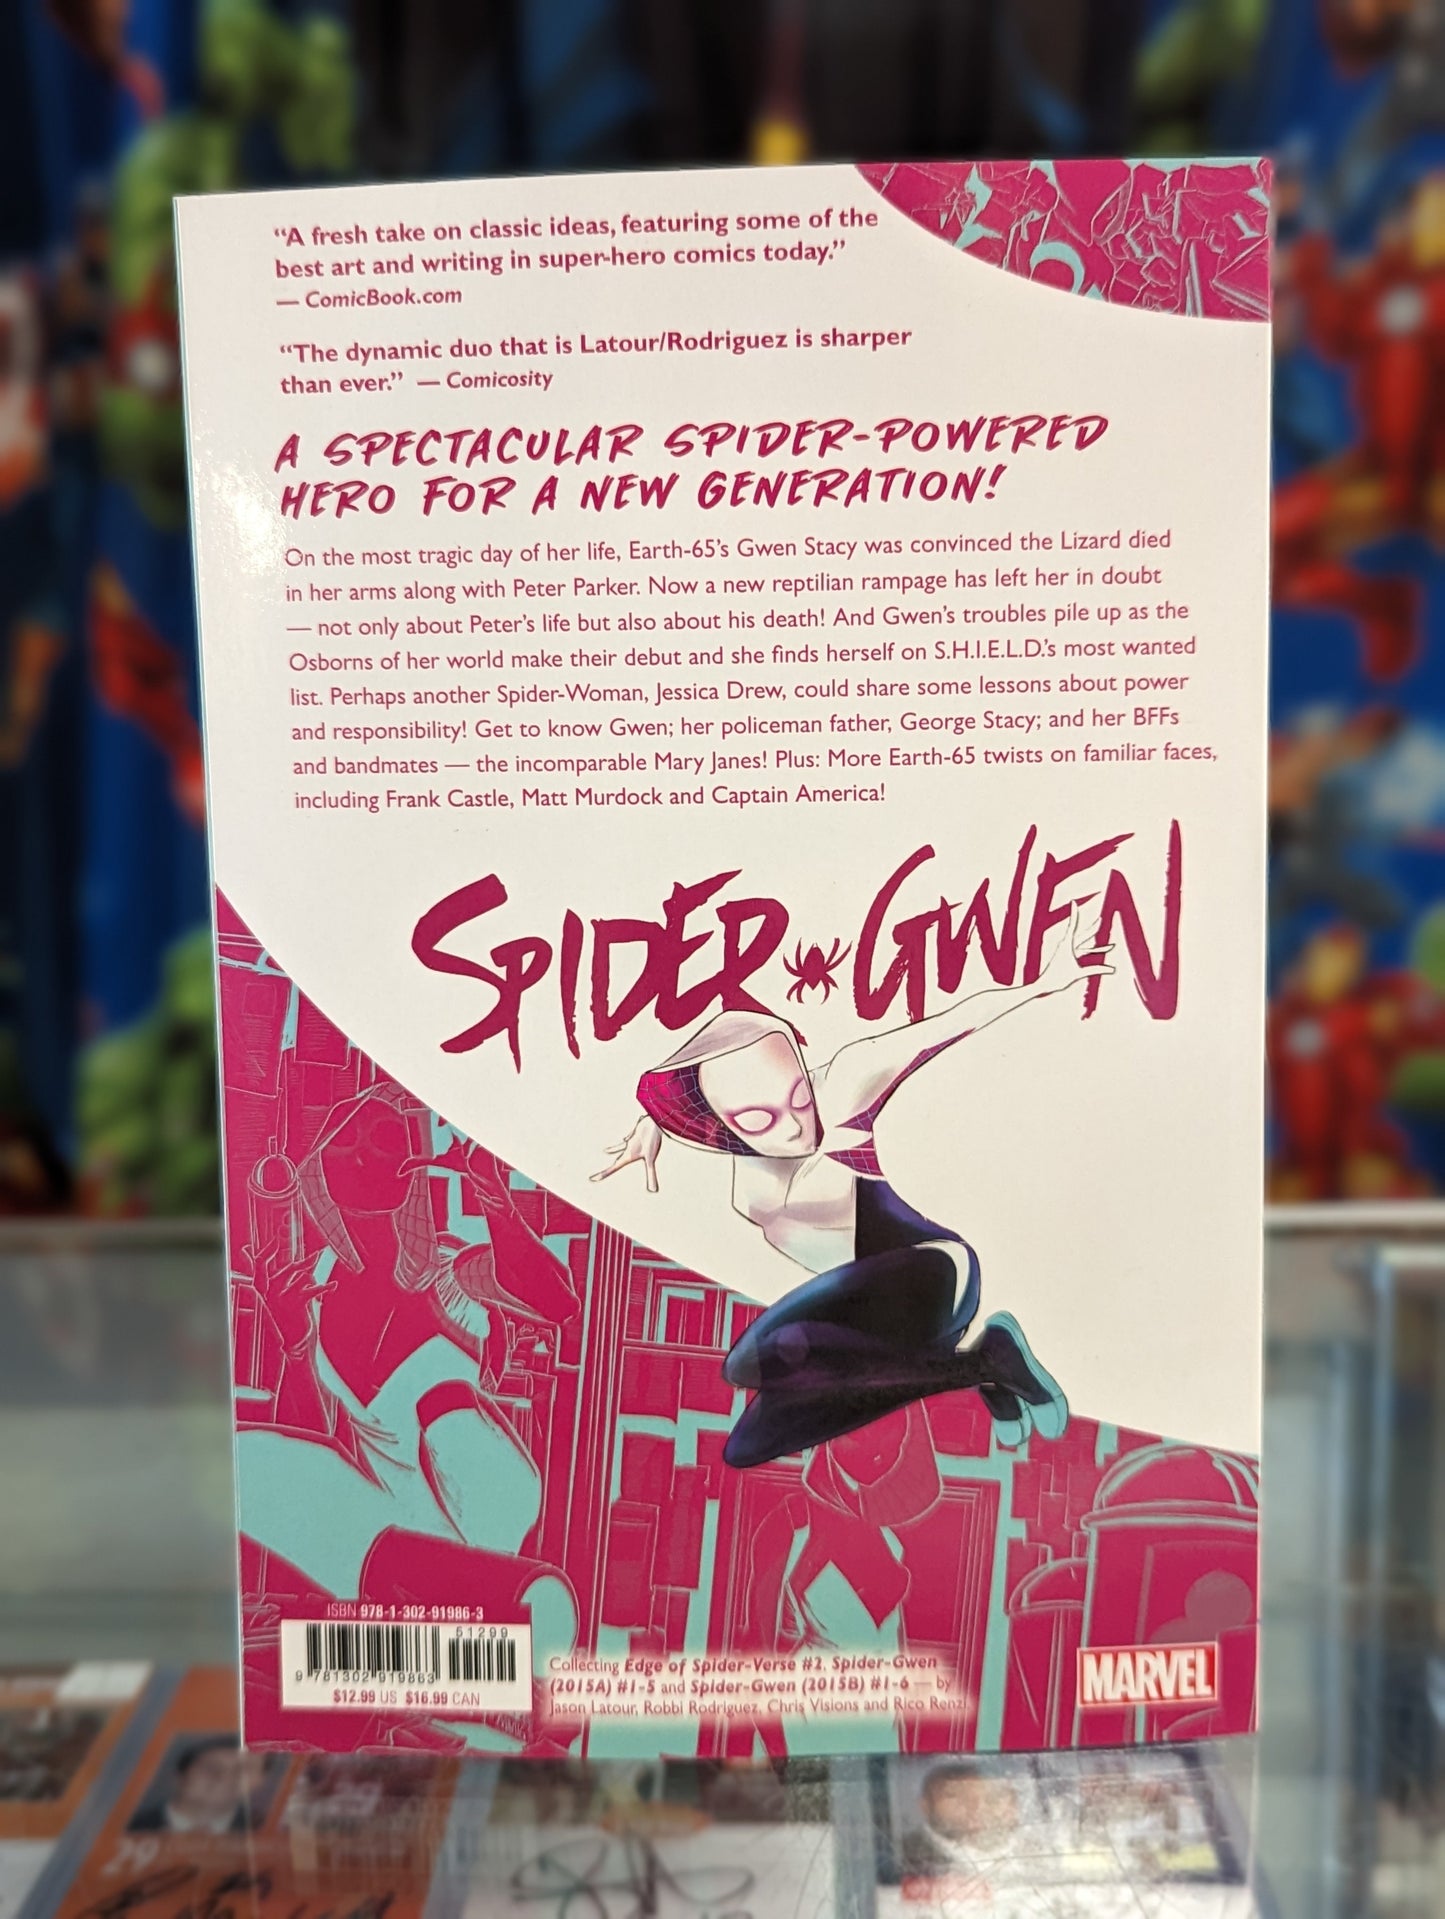 “A fresh take on classic ideas, featuring some of the
best art and writing in super-hero comics today.”
— ComicBook.com
“The dynamic duo that is Latour/Rodriguez is sharper
than ever.” — Comicosity
A SPECTACULAR SPIDER-POWERED
HERO FOR A NEW GENERATION!
On the most tragic day of her life, Earth-65’s Gwen Stacy was convinced the Lizard died
in her arms along with Peter Parker. Now a new reptilian rampage has left her in doubt
— not only about Peter’s life but also about his death! And Gwen’s troubles pile up as the
Osborns of her world make their debut and she finds herself on S.H.I.E.L.D.’s most wanted
list. Perhaps another Spider-Woman, Jessica Drew, could share some lessons about power
and responsibility! Get to know Gwen; her policeman father, George Stacy; and her BFFs
and bandmates — the incomparable Mary Janes! Plus: More Earth-65 twists on familiar faces,
including Frank Castle, Matt Murdock and Captain America!
SPIDER GWEN
ISBN 978-1-302-91986-3
51299
9 781302 919863
$12.99 US $16.99 CAN
Collecting Edge of Spider-Verse #2, Spider-Gwen
(2015A) #1-5 and Spider-Gwen (2015B) #1-6 — by
Jason Latour, Robbi Rodriguez, Chris Visions and Rico Renzi.
MARVEL
29